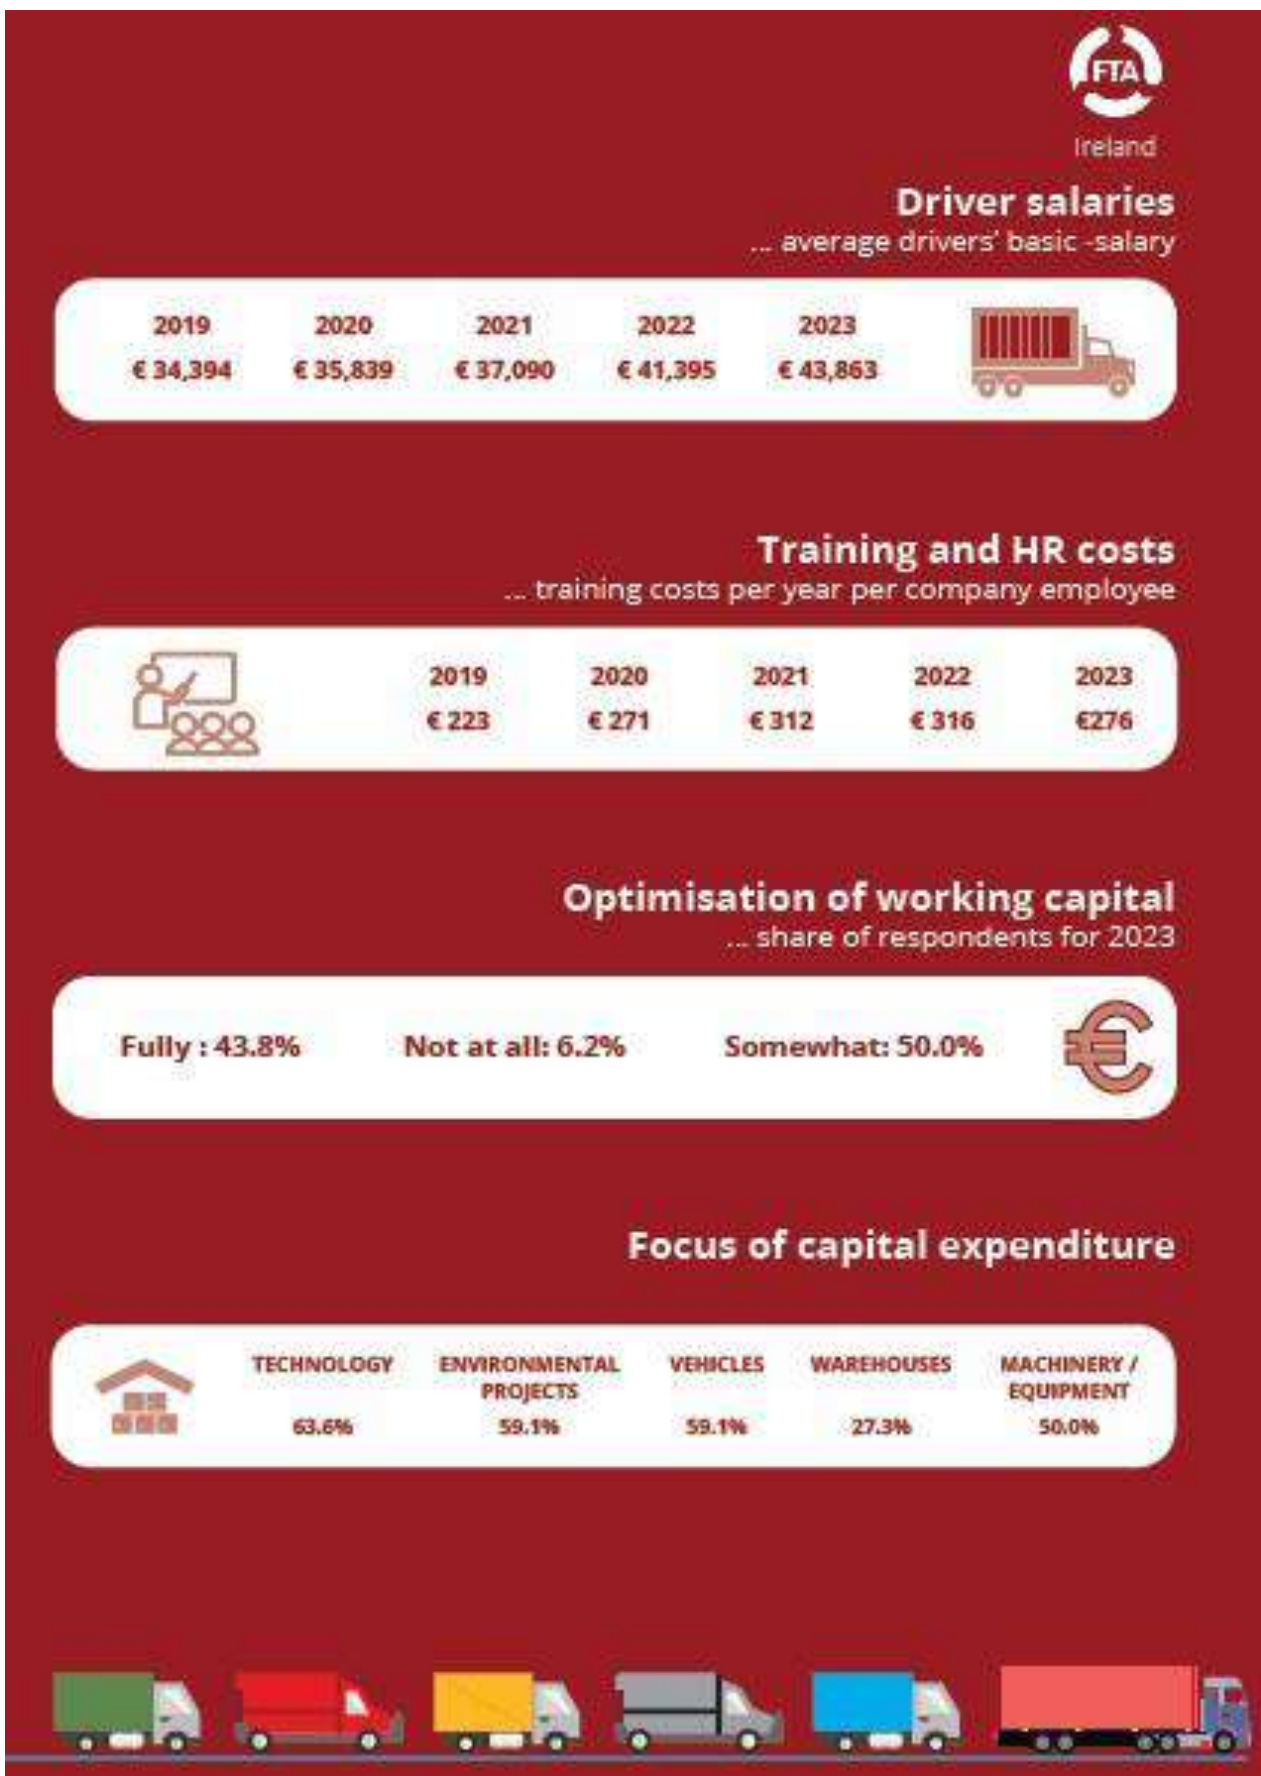 FTA
Ireland
Driver salaries
... average drivers' basic -salary
2019 2020 2021 2022 2023
€ 34,394 € 35,839 € 37,090 € 41,395 € 43,863
Training and HR costs
... training costs per year per company employee
2019 2020 2021 2022 2023
€ 223 € 271 € 312 € 316 €276
Optimisation of working capital
... share of respondents for 2023
Fully : 43.8% Not at all: 6.2% Somewhat: 50.0%
Focus of capital expenditure
TECHNOLOGY ENVIRONMENTAL VEHICLES WAREHOUSES MACHINERY /
PROJECTS EQUIPMENT
63.6% 59.1% 59.1% 27.3% 50.0%